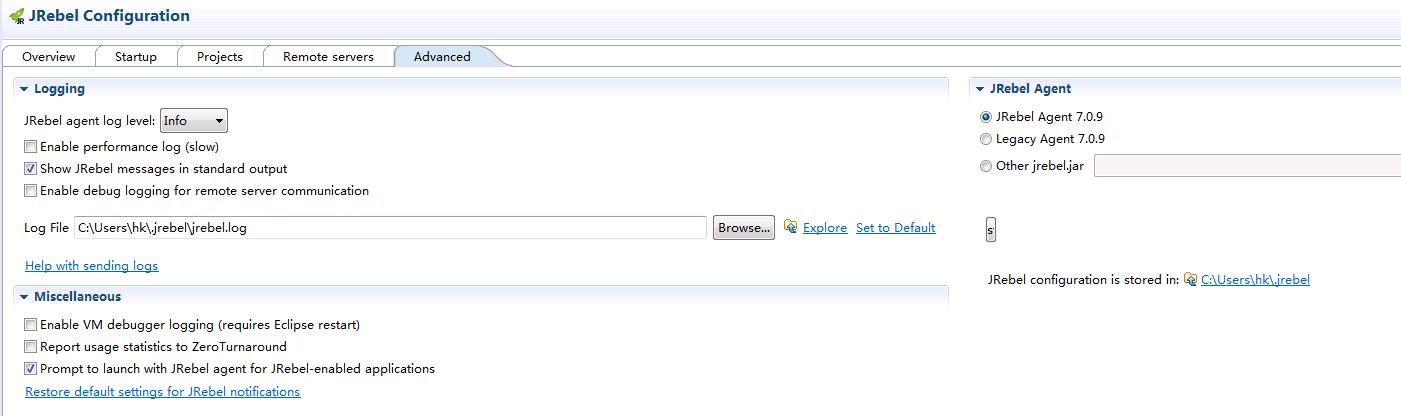 JRebel Configuration
Overview
Startup
Projects
Remote servers
Advanced
Logging
JRebel agent log level: Info
Enable performance log (slow)
Show JRebel messages in standard output
Enable debug logging for remote server communication
Log File C:\Users\hk\.jrebel\jrebel.log Browse... Explore Set to Default
Help with sending logs
Miscellaneous
Enable VM debugger logging (requires Eclipse restart)
Report usage statistics to ZeroTurnaround
Prompt to launch with JRebel agent for JRebel-enabled applications
Restore default settings for JRebel notifications
JRebel Agent
JRebel Agent 7.0.9
Legacy Agent 7.0.9
Other jrebel.jar
JRebel configuration is stored in: C:\Users\hk\.jrebel